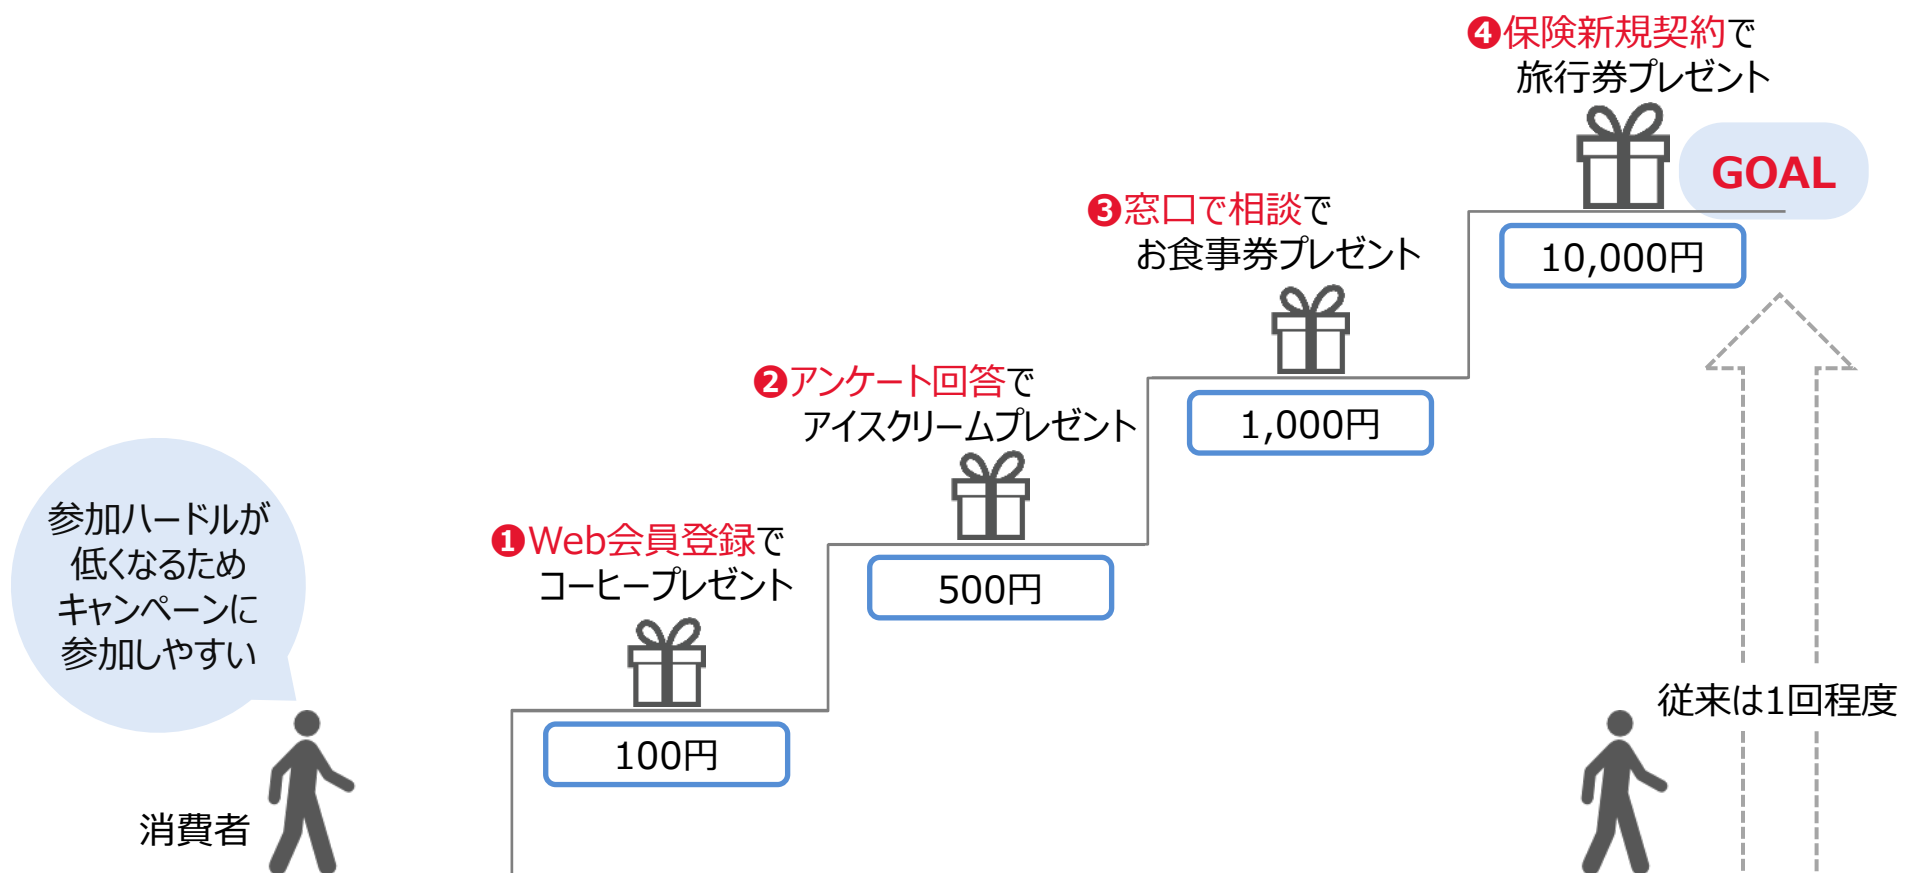 ❹保険新規契約で
旅行券プレゼント
GOAL
10,000円
❸窓口で相談で
お食事券プレゼント
1,000円
❷アンケート回答で
アイスクリームプレゼント
500円
❶Web会員登録で
コーヒープレゼント
100円
参加ハードルが
低くなるため
キャンペーンに
参加しやすい
消費者
従来は1回程度